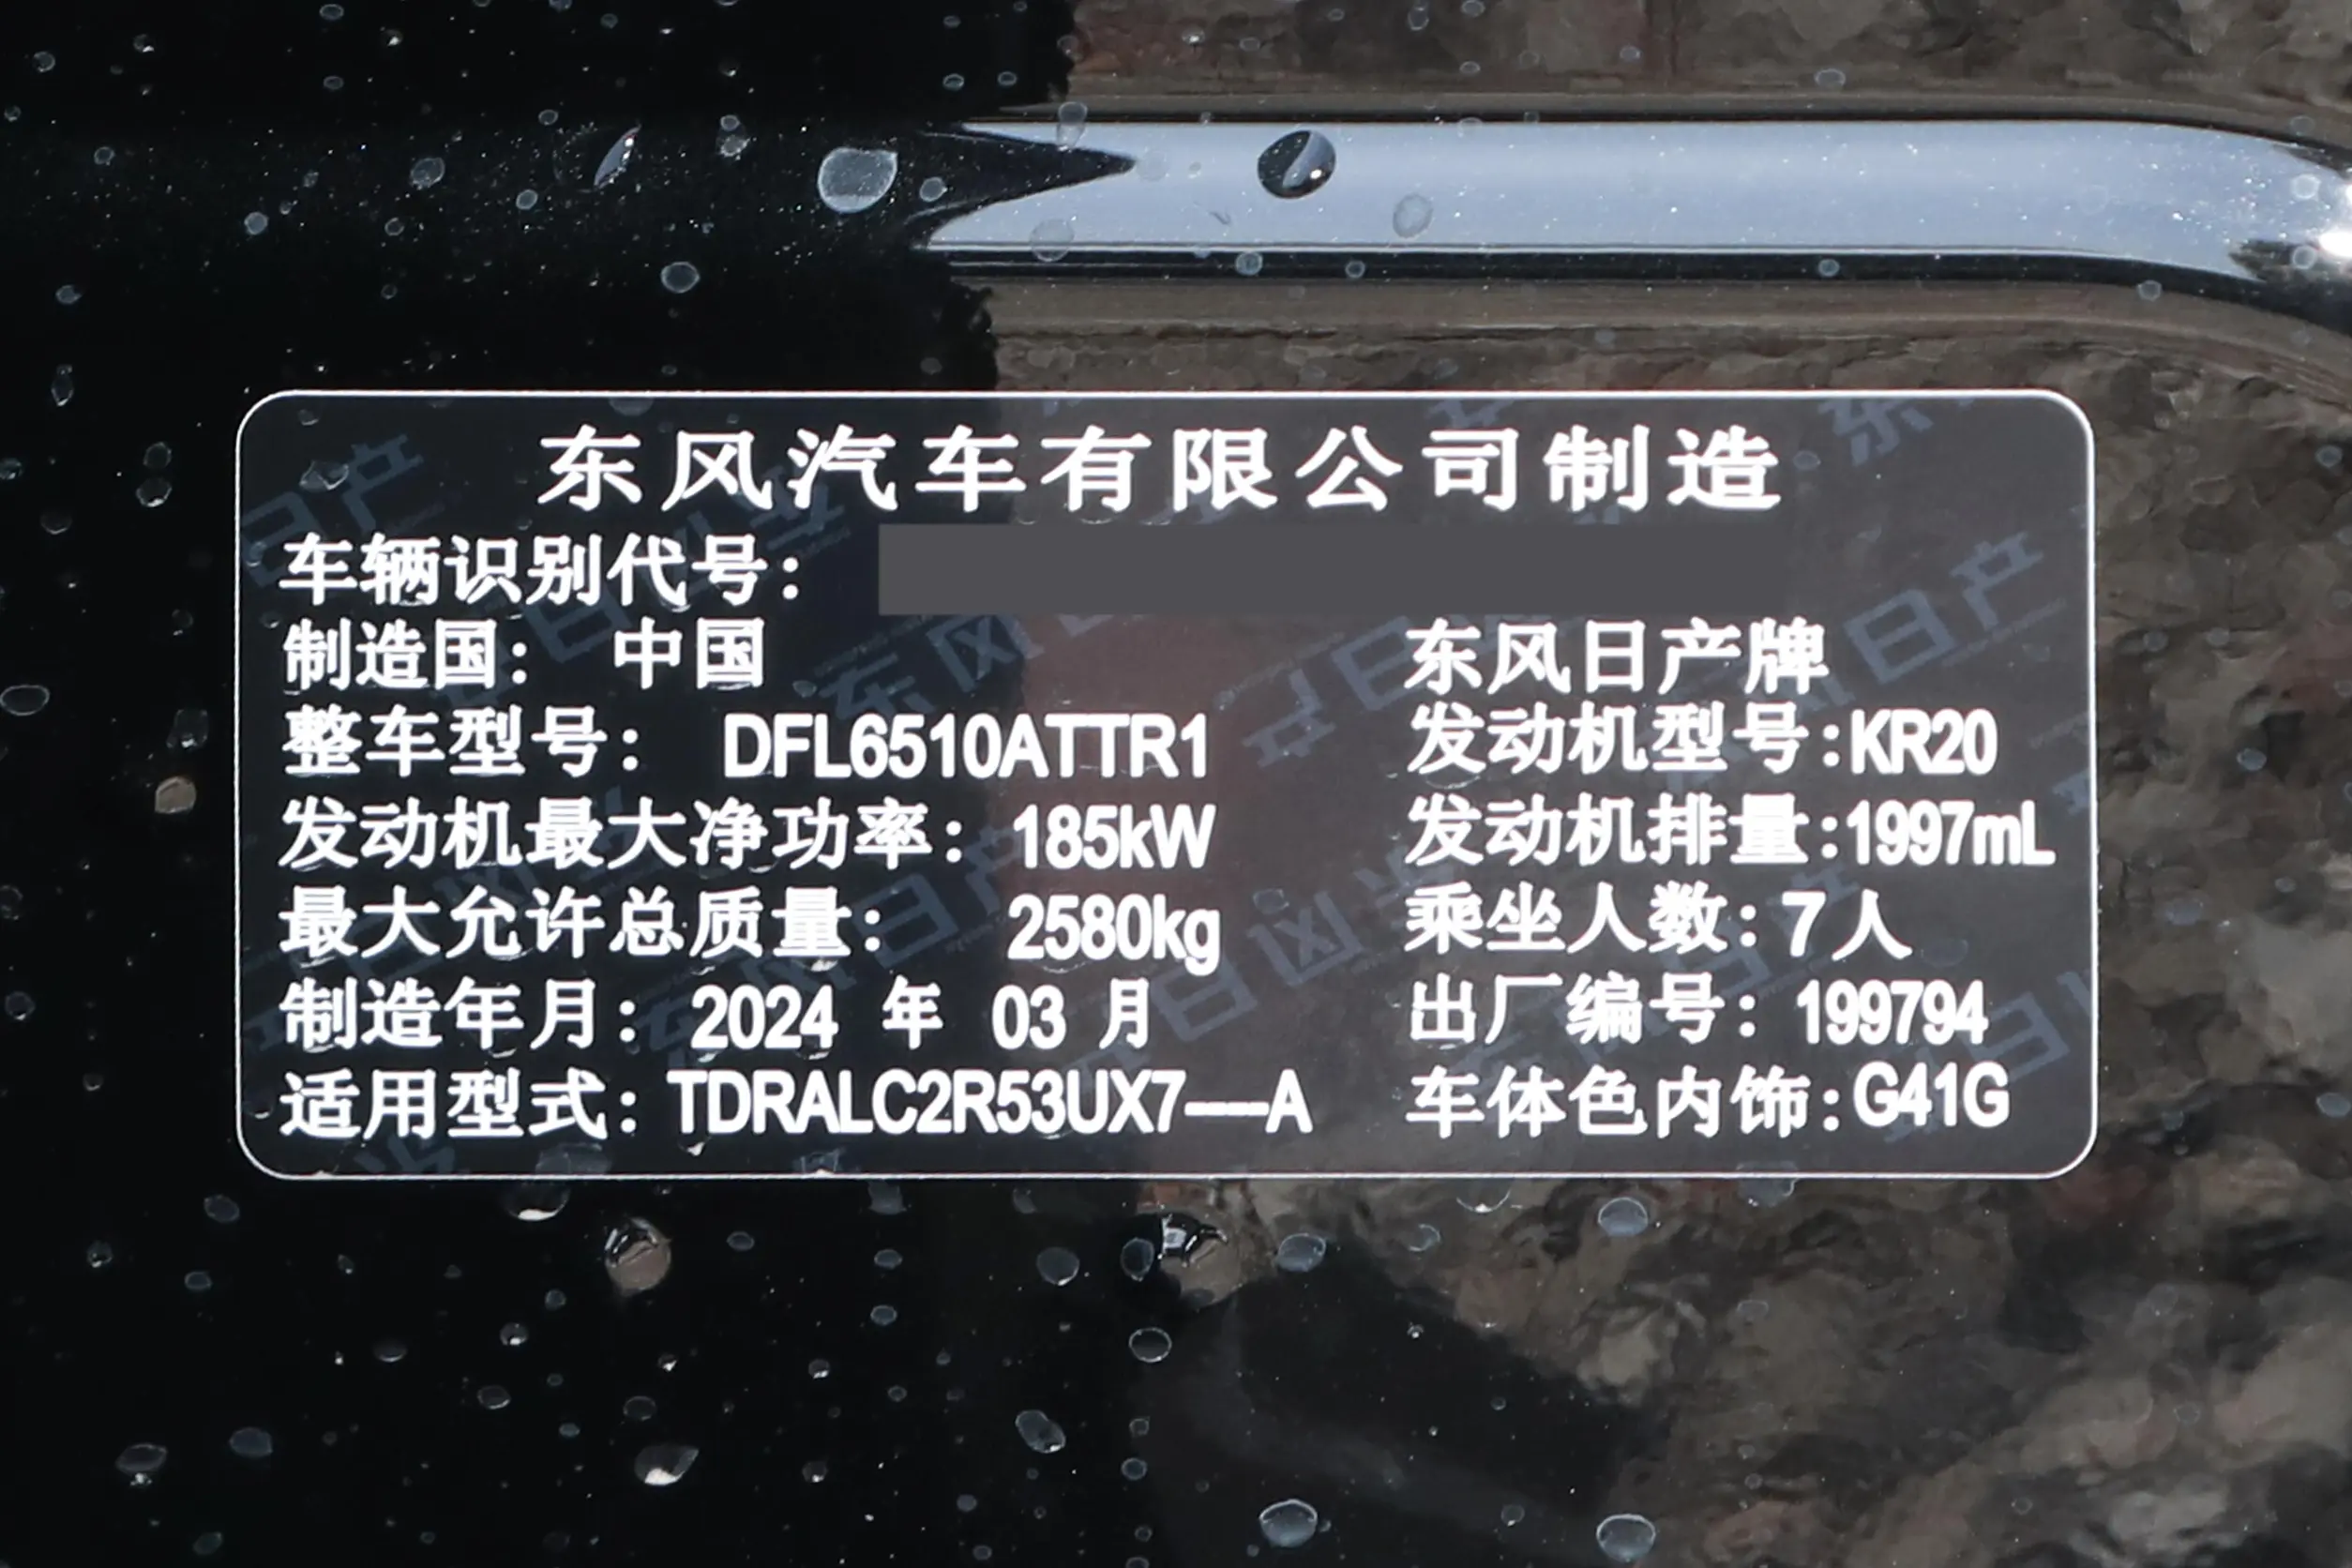 东风汽车有限公司制造
车辆识别代号:
制造国: 中国 东风日产牌
整车型号: DFL6510ATTR1 发动机型号:KR20
发动机最大净功率: 185kW 发动机排量:1997mL
最大允许总质量: 2580kg 乘坐人数: 7人
制造年月: 2024 年 03 月 出厂编号: 199794
适用型式: TDRALC2R53UX7—A 车体色内饰:G41G